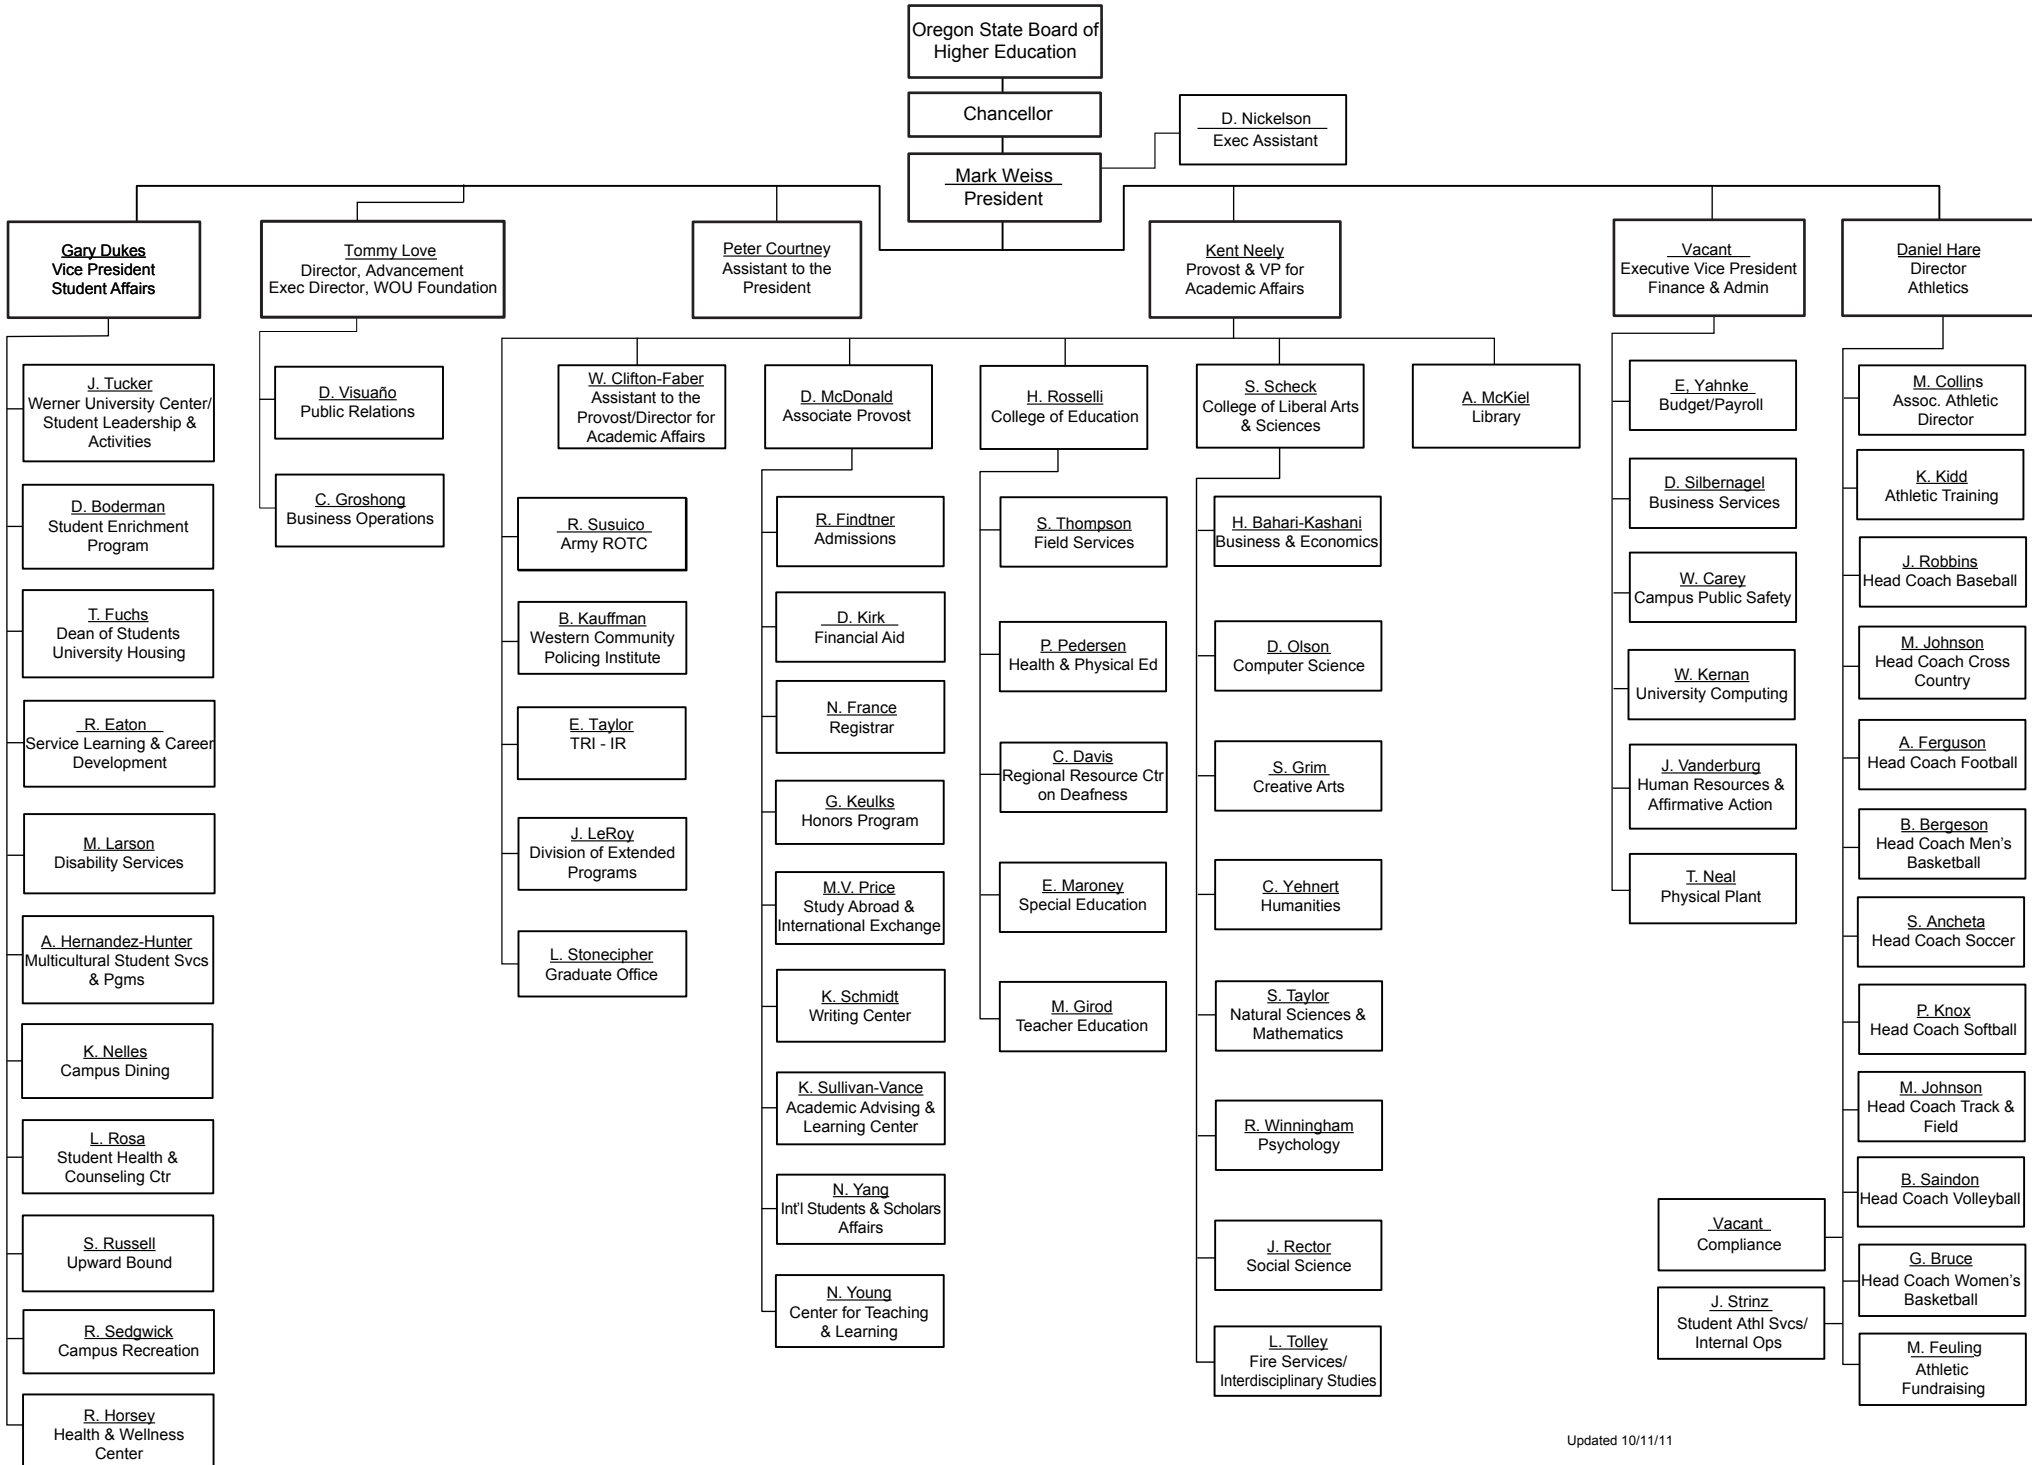 Oregon State Board of
Higher Education
Chancellor
Mark Weiss
President
D. Nickelson
Exec Assistant
Gary Dukes
Vice President
Student Affairs
Tommy Love
Director, Advancement
Exec Director, WOU Foundation
Peter Courtney
Assistant to the
President
Kent Neely
Provost & VP for
Academic Affairs
Vacant
Executive Vice President
Finance & Admin
Daniel Hare
Director
Athletics
J. Tucker
Werner University Center/
Student Leadership &
Activities
D. Boderman
Student Enrichment
Program
T. Fuchs
Dean of Students
University Housing
R. Eaton
Service Learning & Career
Development
M. Larson
Disability Services
A. Hernandez-Hunter
Multicultural Student Svcs
& Pgms
K. Nelles
Campus Dining
L. Rosa
Student Health &
Counseling Ctr
S. Russell
Upward Bound
R. Sedgwick
Campus Recreation
R. Horsey
Health & Wellness
Center
D. Visuaño
Public Relations
C. Groshong
Business Operations
W. Clifton-Faber
Assistant to the
Provost/Director for
Academic Affairs
R. Susuico
Army ROTC
B. Kauffman
Western Community
Policing Institute
E. Taylor
TRI - IR
J. LeRoy
Division of Extended
Programs
L. Stonecipher
Graduate Office
D. McDonald
Associate Provost
R. Findtner
Admissions
D. Kirk
Financial Aid
N. France
Registrar
G. Keulks
Honors Program
M.V. Price
Study Abroad &
International Exchange
K. Schmidt
Writing Center
K. Sullivan-Vance
Academic Advising &
Learning Center
N. Yang
Int'l Students & Scholars
Affairs
N. Young
Center for Teaching
& Learning
H. Rosselli
College of Education
S. Thompson
Field Services
P. Pedersen
Health & Physical Ed
C. Davis
Regional Resource Ctr
on Deafness
E. Maroney
Special Education
M. Girod
Teacher Education
S. Scheck
College of Liberal Arts
& Sciences
H. Bahari-Kashani
Business & Economics
D. Olson
Computer Science
S. Grim
Creative Arts
C. Yehnert
Humanities
S. Taylor
Natural Sciences &
Mathematics
R. Winningham
Psychology
J. Rector
Social Science
L. Tolley
Fire Services/
Interdisciplinary Studies
A. McKiel
Library
E, Yahnke
Budget/Payroll
D. Silbernagel
Business Services
W. Carey
Campus Public Safety
W. Kernan
University Computing
J. Vanderburg
Human Resources &
Affirmative Action
T. Neal
Physical Plant
M. Collins
Assoc. Athletic
Director
K. Kidd
Athletic Training
J. Robbins
Head Coach Baseball
M. Johnson
Head Coach Cross
Country
A. Ferguson
Head Coach Football
B. Bergeson
Head Coach Men's
Basketball
S. Ancheta
Head Coach Soccer
P. Knox
Head Coach Softball
M. Johnson
Head Coach Track &
Field
B. Saindon
Head Coach Volleyball
Vacant
Compliance
G. Bruce
Head Coach Women's
Basketball
J. Strinz
Student Athl Svcs/
Internal Ops
M. Feuling
Athletic
Fundraising
Updated 10/11/11